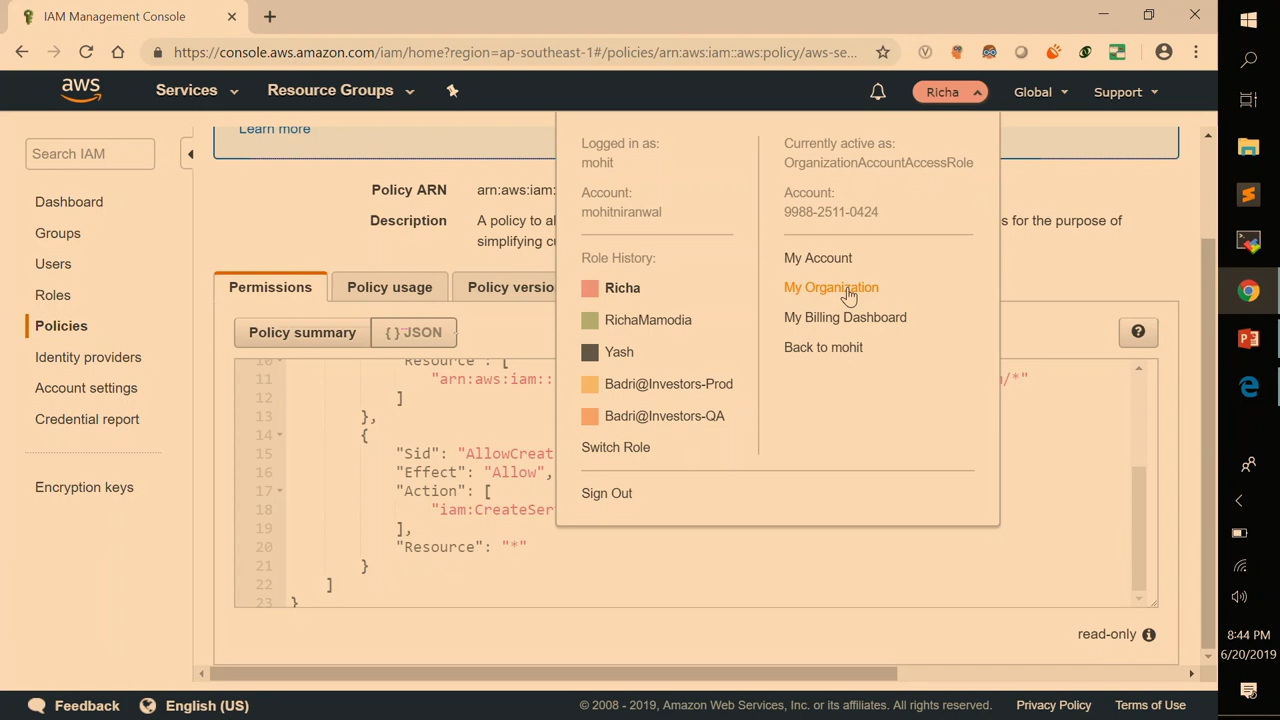 IAM Management Console
https://console.aws.amazon.com/iam/home?region=ap-southeast-1#/policies/arn:aws:iam::aws:policy/aws-se...
aws
Services
Resource Groups
Richa
Global
Support
Search IAM
Dashboard
Groups
Users
Roles
Policies
Identity providers
Account settings
Credential report
Encryption keys
Learn more
Policy ARN
arn:aws:iam:
Description
A policy to al
s for the purpose of
simplifying cu
Permissions
Policy usage
Policy versio
Policy summary
{ } JSON
10 "Resource": [
11 "arn:aws:iam:: n/*"
12 ]
13 },
14 {
15 "Sid": "AllowCreat
16 "Effect": "Allow",
17 "Action": [
18 "iam:CreateSer
19 ],
20 "Resource": "*"
21 }
22 ]
23 }
read-only
Logged in as:
mohit
Account:
mohitniranwal
Role History:
Richa
RichaMamodia
Yash
Badri@Investors-Prod
Badri@Investors-QA
Switch Role
Sign Out
Currently active as:
OrganizationAccountAccessRole
Account:
9988-2511-0424
My Account
My Organization
My Billing Dashboard
Back to mohit
Feedback
English (US)
© 2008 - 2019, Amazon Web Services, Inc. or its affiliates. All rights reserved.
Privacy Policy
Terms of Use
8:44 PM
6/20/2019